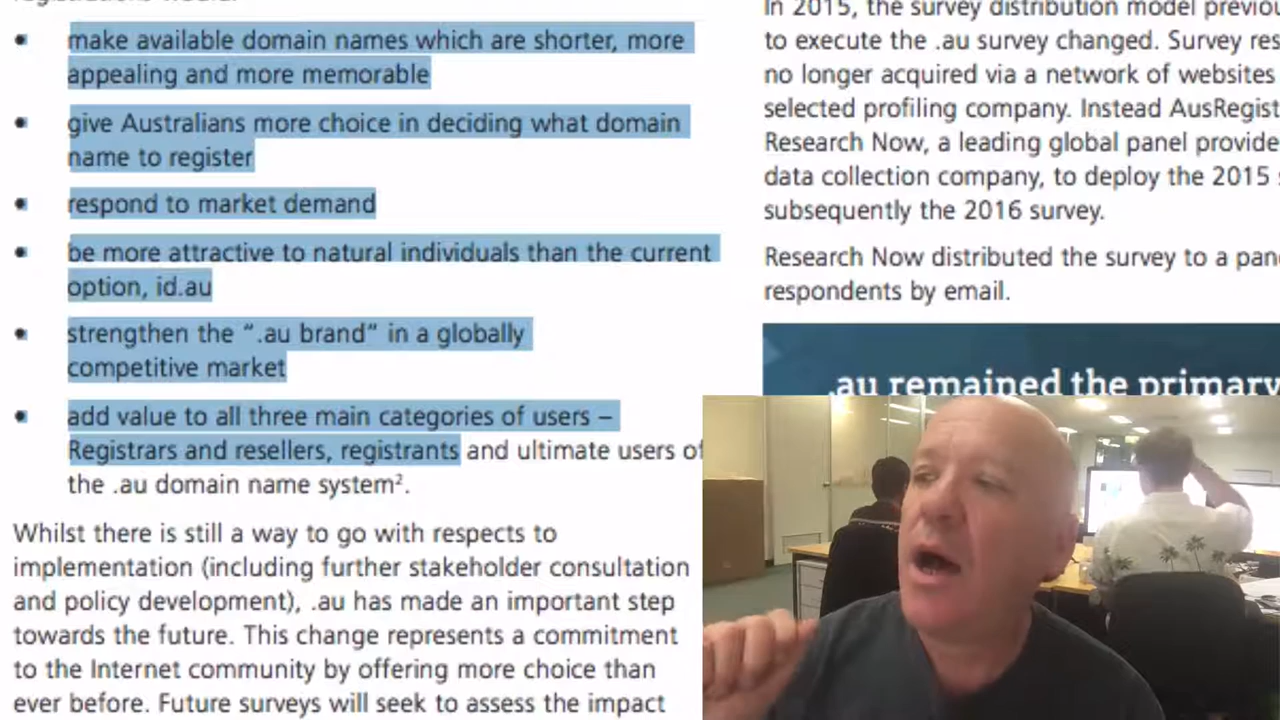 make available domain names which are shorter, more
appealing and more memorable
give Australians more choice in deciding what domain
name to register
respond to market demand
be more attractive to natural individuals than the current
option, id.au
strengthen the “.au brand” in a globally
competitive market
add value to all three main categories of users –
Registrars and resellers, registrants and ultimate users of
the .au domain name system².
Whilst there is still a way to go with respects to
implementation (including further stakeholder consultation
and policy development), .au has made an important step
towards the future. This change represents a commitment
to the Internet community by offering more choice than
ever before. Future surveys will seek to assess the impact
In 2015, the survey distribution model
to execute the .au survey changed. Survey
no longer acquired via a network of websites
selected profiling company. Instead
Research Now, a leading global panel
data collection company, to deploy the 2015
subsequently the 2016 survey.
Research Now distributed the survey to a
respondents by email.
.au remained the primary